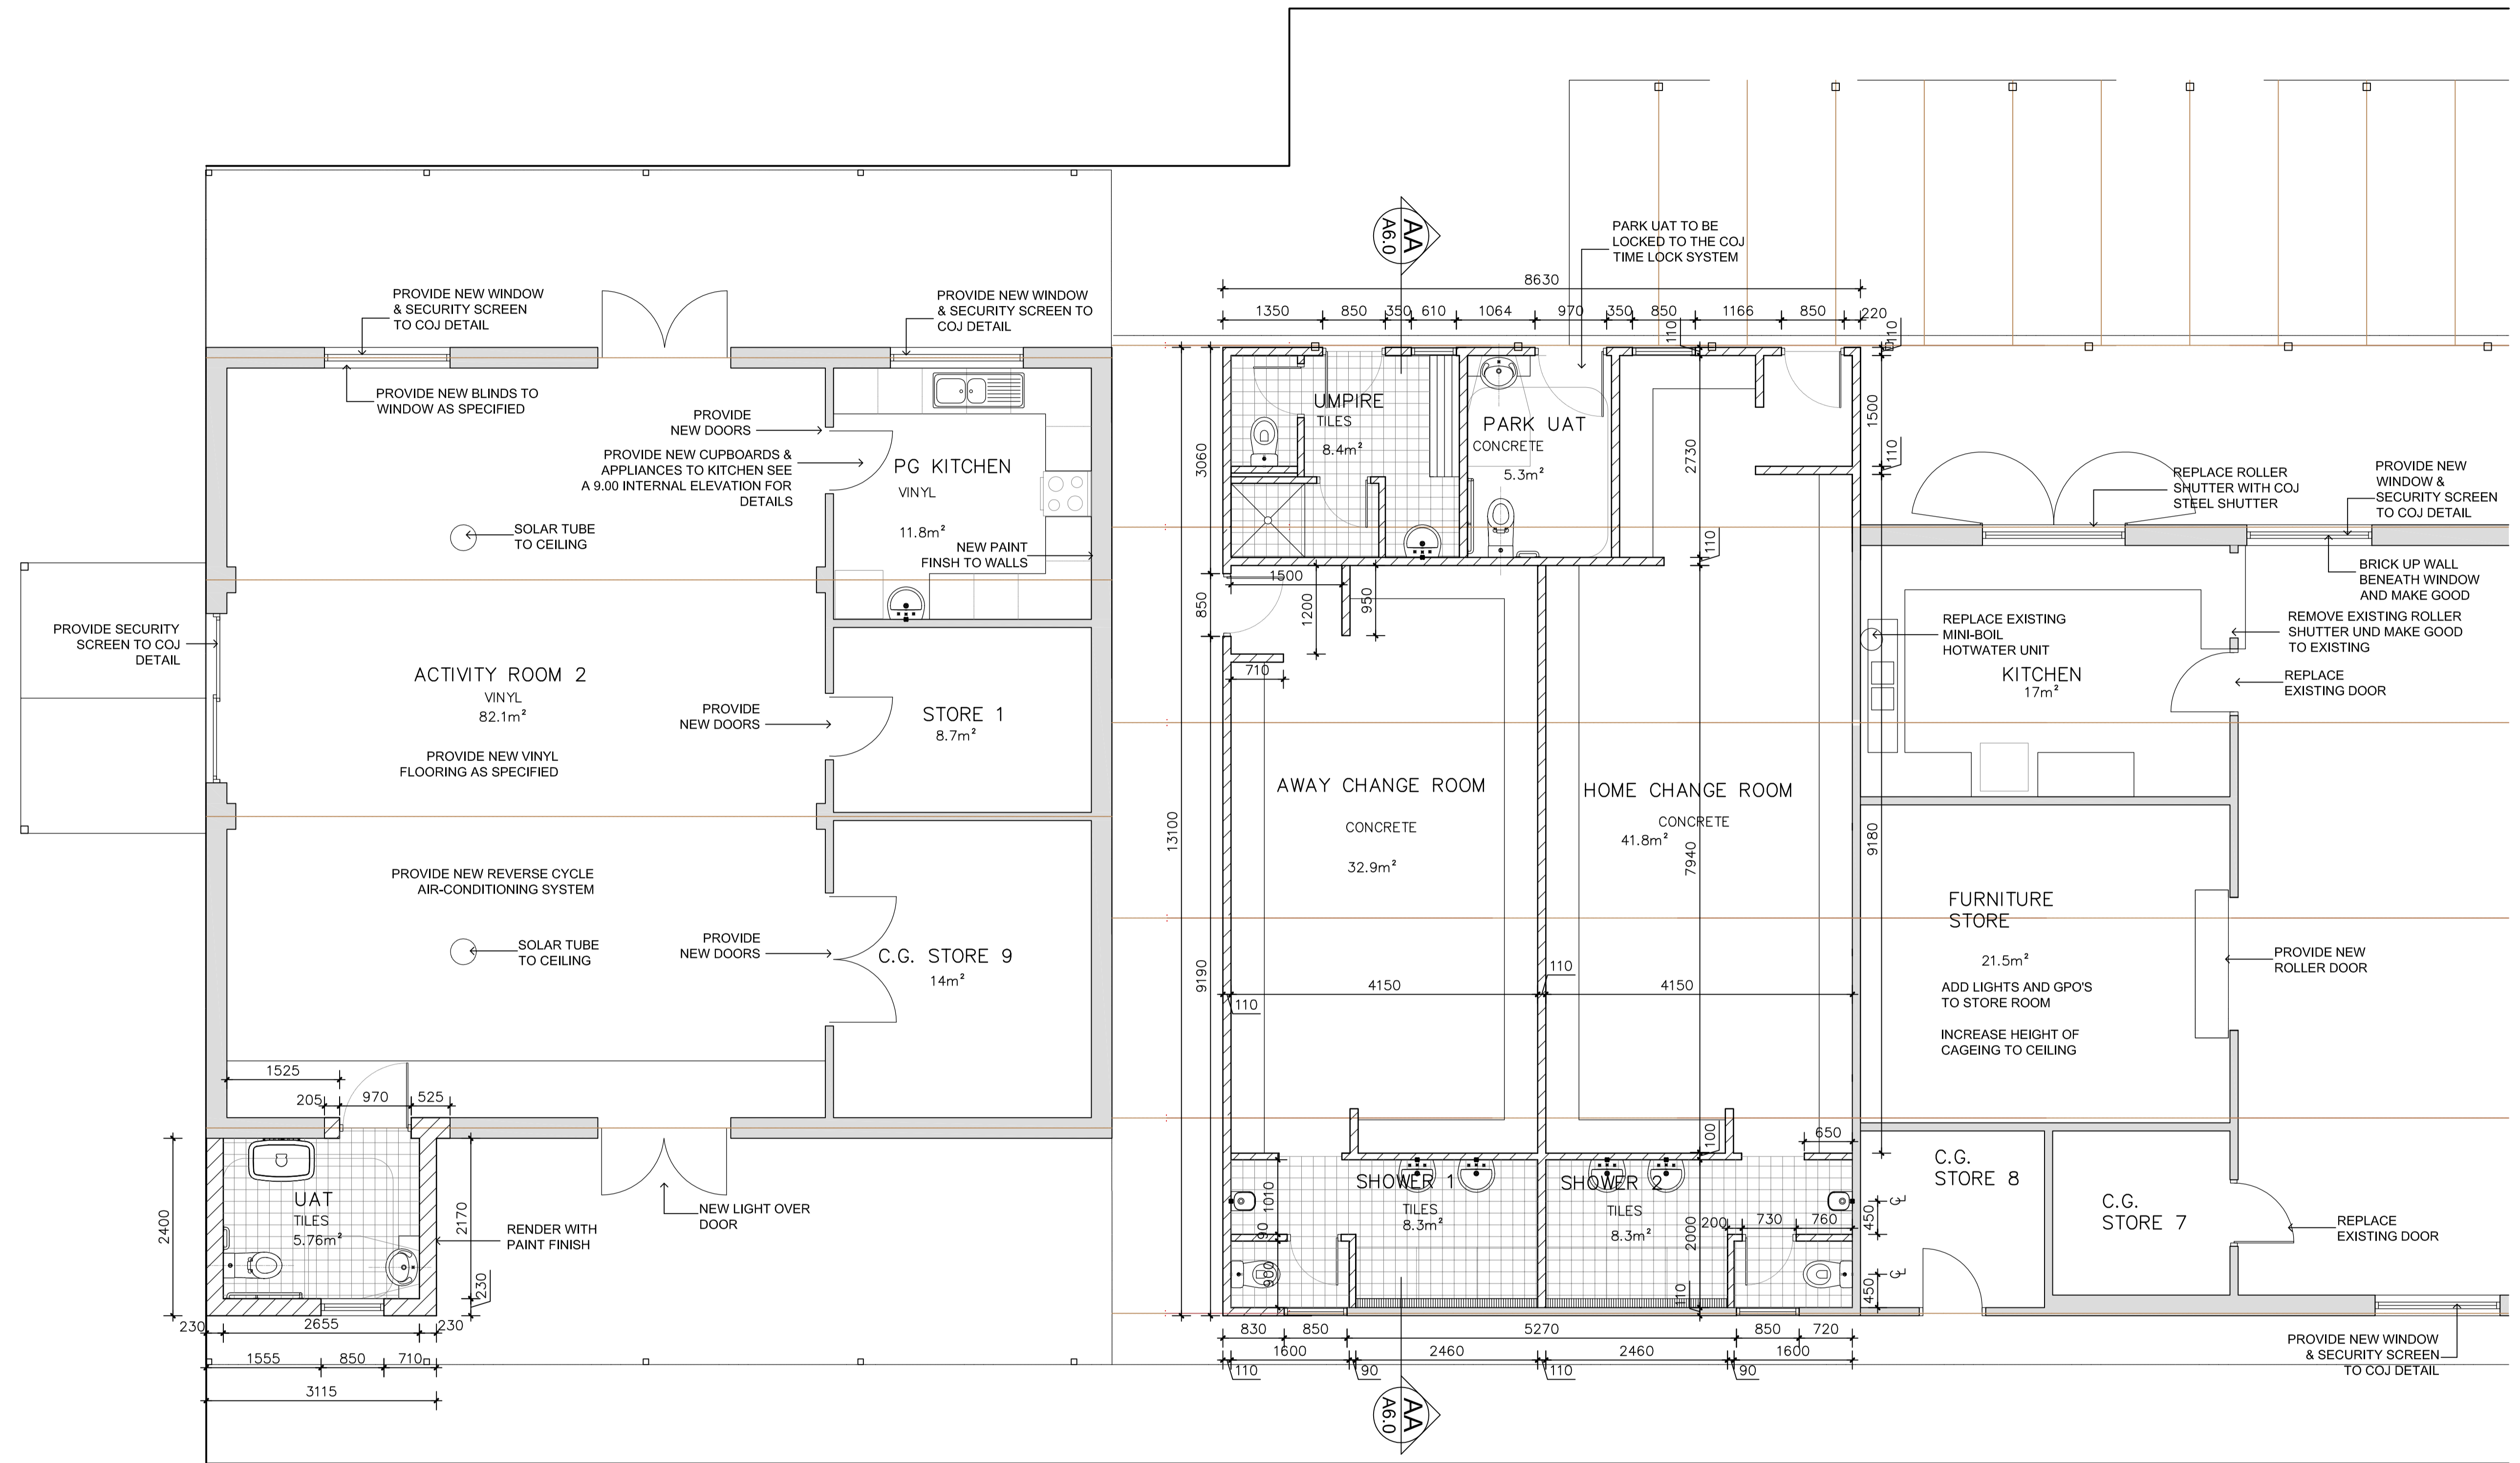 AA
A6.0
PARK UAT TO BE
LOCKED TO THE COJ
TIME LOCK SYSTEM
8630
1350
850
350
610
1064
970
350
850
1166
850
220
110
110
PROVIDE NEW WINDOW
& SECURITY SCREEN
TO COJ DETAIL
PROVIDE NEW WINDOW
& SECURITY SCREEN TO
COJ DETAIL
PROVIDE NEW BLINDS TO
WINDOW AS SPECIFIED
PROVIDE
NEW DOORS
PROVIDE NEW CUPBOARDS &
APPLIANCES TO KITCHEN SEE
A 9.00 INTERNAL ELEVATION FOR
DETAILS
PG KITCHEN
VINYL
11.8m²
NEW PAINT
FINSH TO WALLS
SOLAR TUBE
TO CEILING
UMPIRE
TILES
8.4m²
PARK UAT
CONCRETE
5.3m²
3060
2730
1500
110
110
REPLACE ROLLER
SHUTTER WITH COJ
STEEL SHUTTER
PROVIDE NEW
WINDOW &
SECURITY SCREEN
TO COJ DETAIL
BRICK UP WALL
BENEATH WINDOW
AND MAKE GOOD
REMOVE EXISTING ROLLER
SHUTTER UND MAKE GOOD
TO EXISTING
REPLACE EXISTING
MINI-BOIL
HOTWATER UNIT
KITCHEN
17m²
REPLACE
EXISTING DOOR
1500
850
1200
950
710
PROVIDE SECURITY
SCREEN TO COJ
DETAIL
ACTIVITY ROOM 2
VINYL
82.1m²
PROVIDE NEW VINYL
FLOORING AS SPECIFIED
PROVIDE
NEW DOORS
STORE 1
8.7m²
AWAY CHANGE ROOM
CONCRETE
32.9m²
HOME CHANGE ROOM
CONCRETE
41.8m²
13100
7940
9180
PROVIDE NEW REVERSE CYCLE
AIR-CONDITIONING SYSTEM
SOLAR TUBE
TO CEILING
PROVIDE
NEW DOORS
C.G. STORE 9
14m²
9190
4150
110
4150
110
FURNITURE
STORE
21.5m²
ADD LIGHTS AND GPO'S
TO STORE ROOM
INCREASE HEIGHT OF
CAGEING TO CEILING
PROVIDE NEW
ROLLER DOOR
1525
205
970
525
UAT
TILES
5.76m²
2400
2170
230
RENDER WITH
PAINT FINISH
NEW LIGHT OVER
DOOR
230
2655
230
1555
850
710
3115
100
650
SHOWER 1
TILES
8.3m²
SHOWER 2
TILES
8.3m²
1010
90
900
200
730
760
2000
110
450
450
C.G.
STORE 8
C.G.
STORE 7
REPLACE
EXISTING DOOR
830
850
5270
850
720
1600
2460
2460
1600
110
90
110
90
PROVIDE NEW WINDOW
& SECURITY SCREEN
TO COJ DETAIL
AA
A6.0